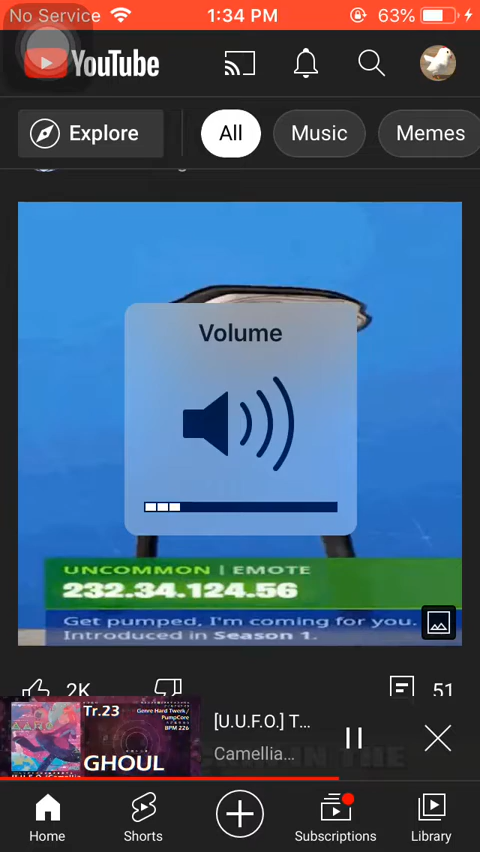 No Service 1:34 PM 63%
YouTube
Explore All Music Memes
Volume
UNCOMMON | EMOTE
232.34.124.56
Get pumped, I'm coming for you.
Introduced in Season 1.
2K 51
Tr.23
Genre Hard Twerk /
PumpCore
BPM 226
GHOUL
[U.U.F.O.] T...
Camellia...
IN THE
Home Shorts Subscriptions Library